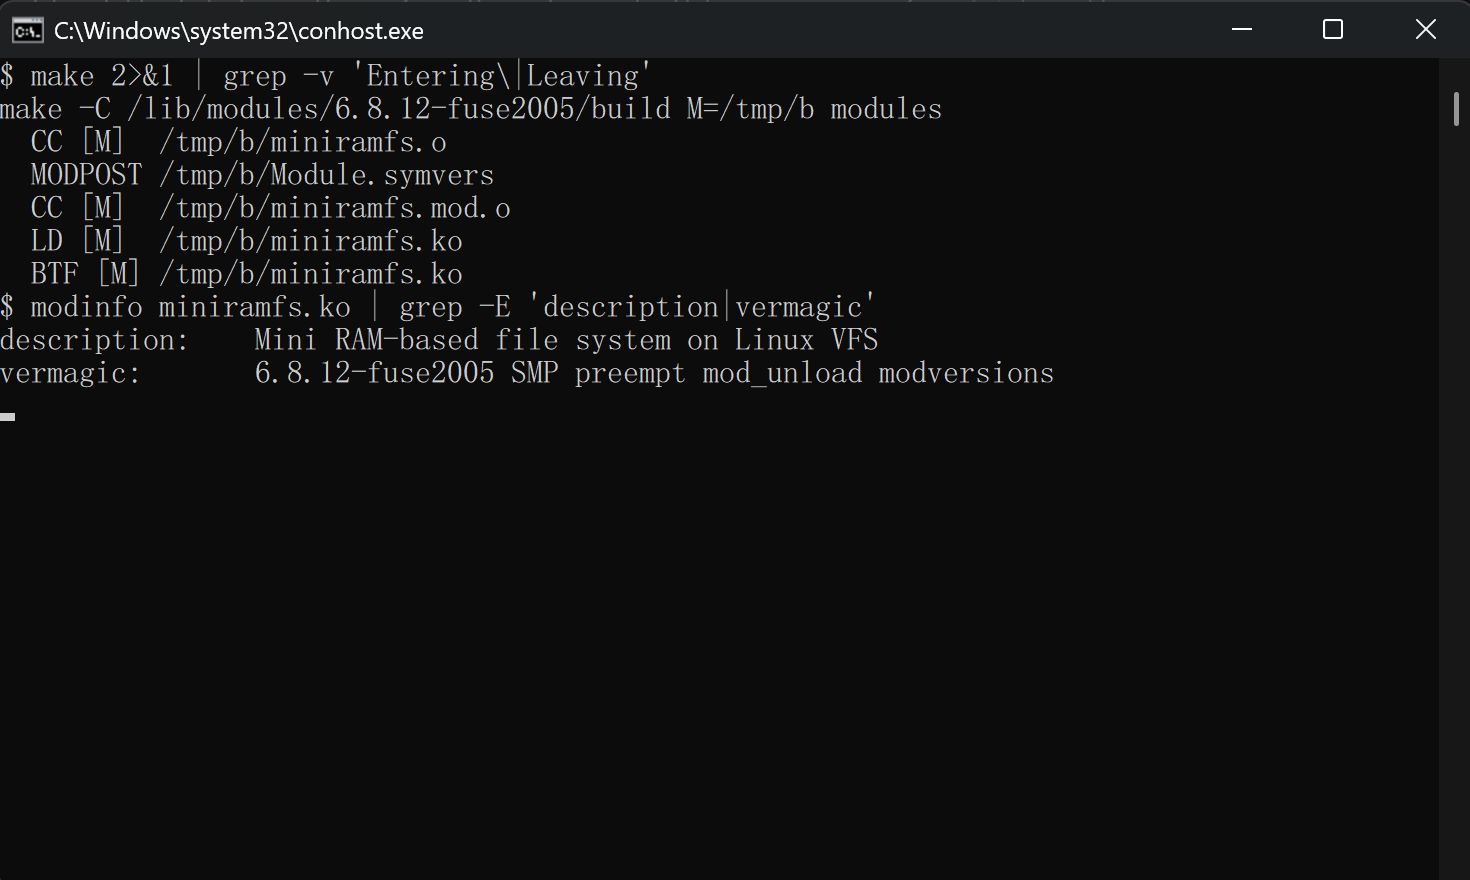 C:\Windows\system32\conhost.exe
$ make 2>&1 | grep -v 'Entering\|Leaving'
make -C /lib/modules/6.8.12-fuse2005/build M=/tmp/b modules
  CC [M]  /tmp/b/miniramfs.o
  MODPOST /tmp/b/Module.symvers
  CC [M]  /tmp/b/miniramfs.mod.o
  LD [M]  /tmp/b/miniramfs.ko
  BTF [M] /tmp/b/miniramfs.ko
$ modinfo miniramfs.ko | grep -E 'description|vermagic'
description:    Mini RAM-based file system on Linux VFS
vermagic:       6.8.12-fuse2005 SMP preempt mod_unload modversions